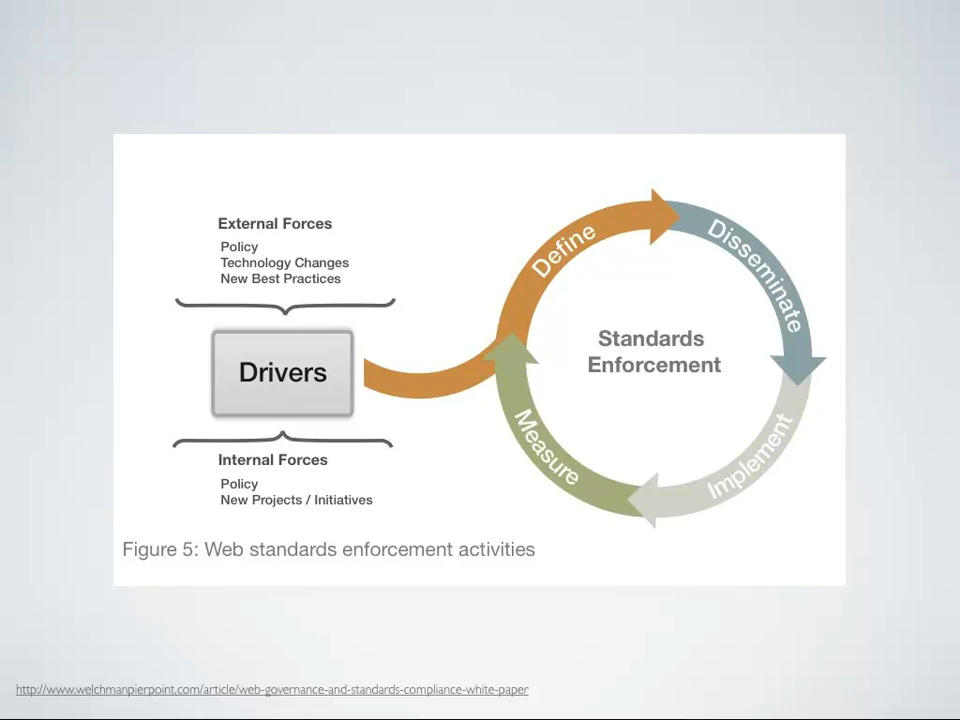 External Forces
Policy
Technology Changes
New Best Practices
Drivers
Internal Forces
Policy
New Projects / Initiatives
Define
Disseminate
Implement
Measure
Standards
Enforcement
Figure 5: Web standards enforcement activities
http://www.welchmanpierpoint.com/article/web-governance-and-standards-compliance-white-paper